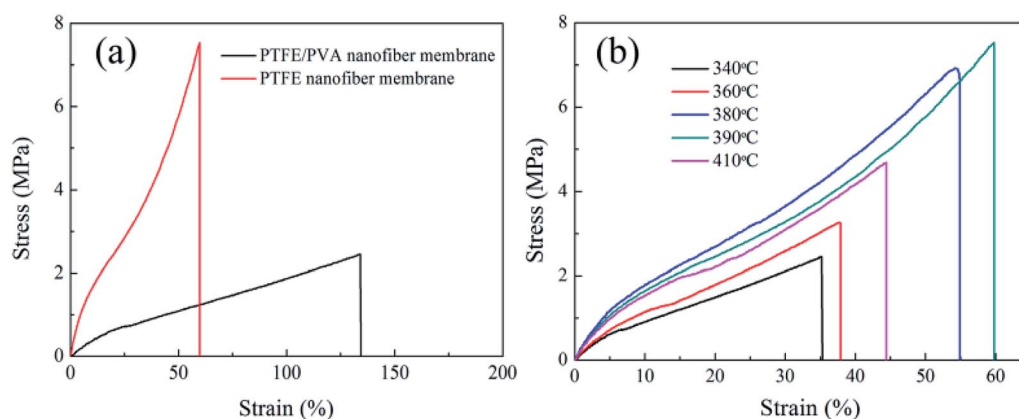 (a)
PTFE/PVA nanofiber membrane
PTFE nanofiber membrane
Stress (MPa)
8
6
4
2
0
0 50 100 150 200
Strain (%)
(b)
340°C
360°C
380°C
390°C
410°C
Stress (MPa)
8
6
4
2
0
0 10 20 30 40 50 60
Strain (%)